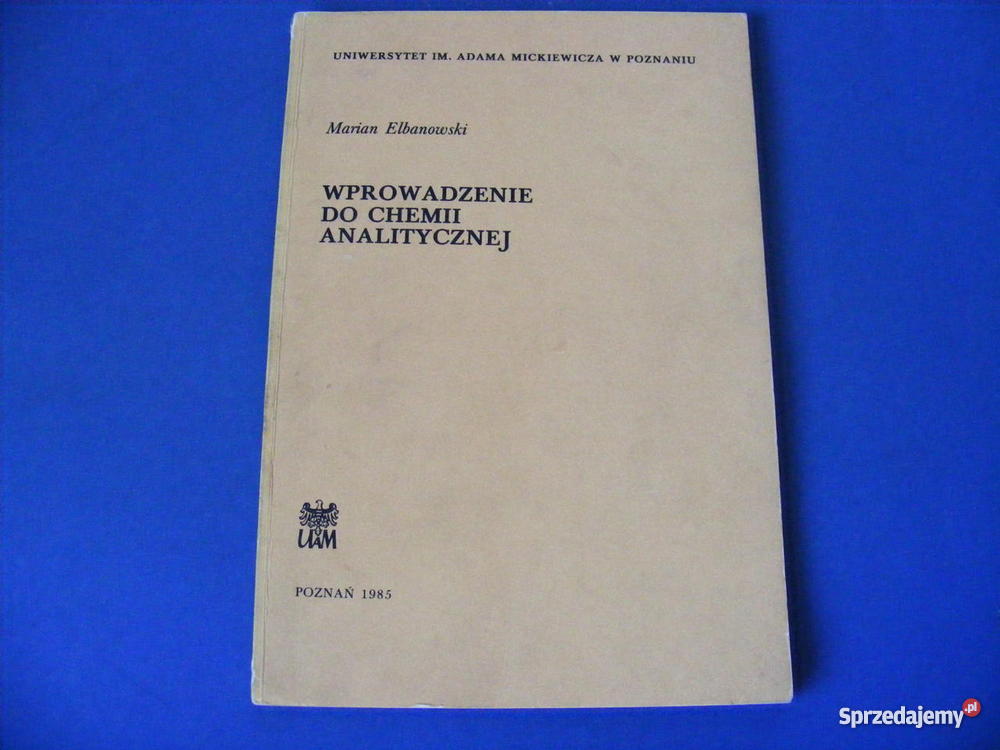 UNIWERSYTET IM. ADAMA MICKIEWICZA W POZNANIU
Marian Elbanowski
WPROWADZENIE
DO CHEMII
ANALITYCZNEJ
UAM
POZNAŃ 1985
Sprzedajemy.pl